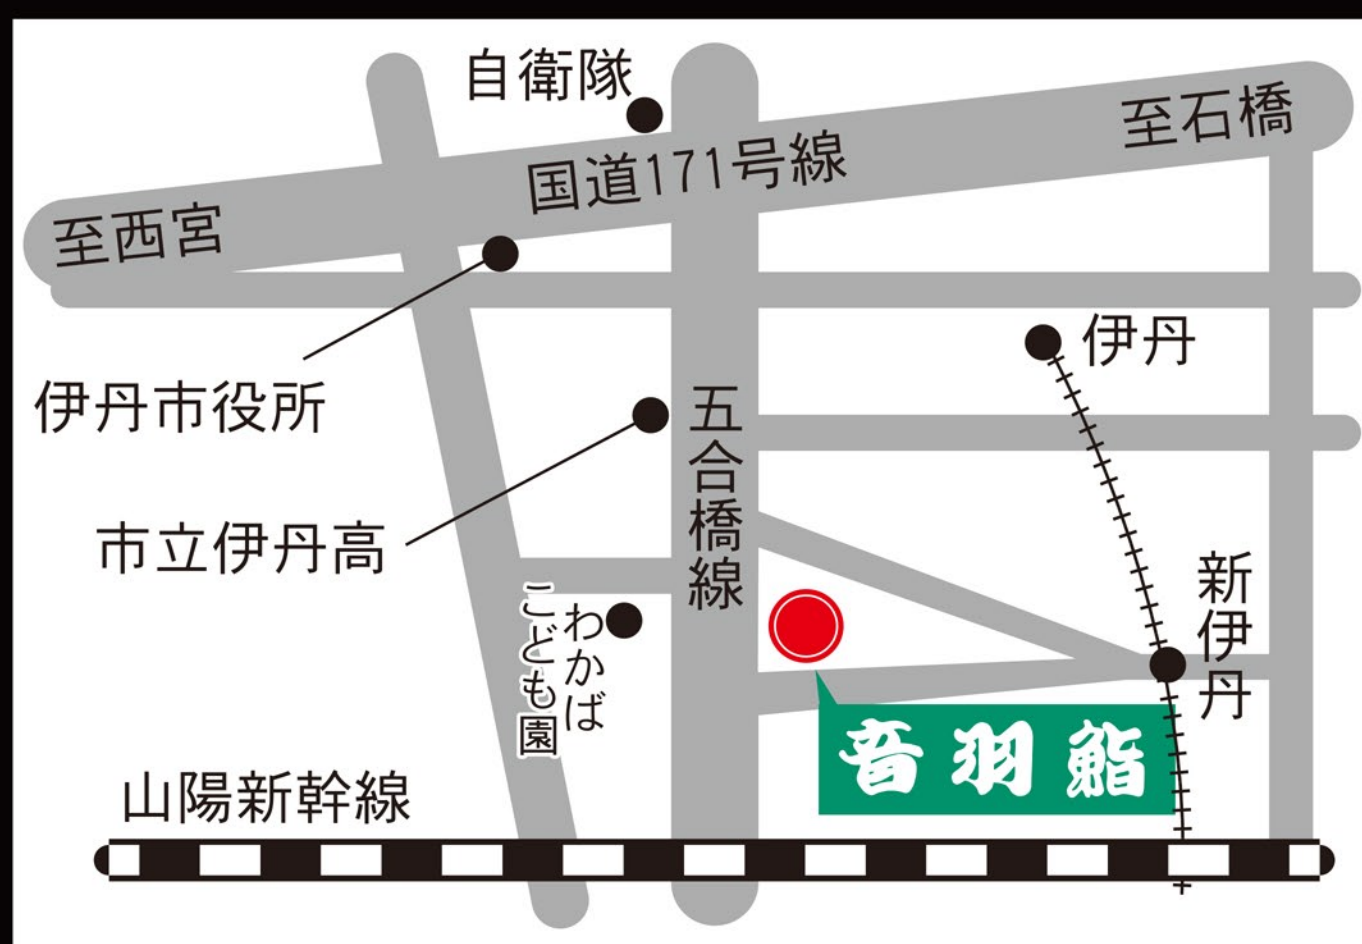 自衛隊
至石橋
国道171号線
至西宮
伊丹
伊丹市役所
五合橋線
市立伊丹高
新伊丹
わかば
こども園
音羽鮨
山陽新幹線